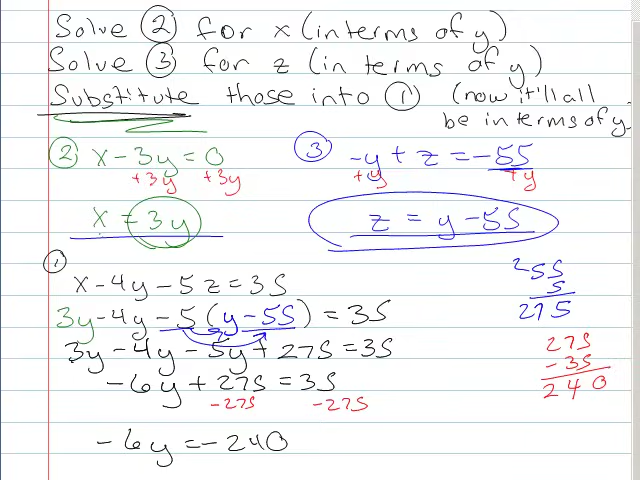 Solve ② for x (in terms of y)
Solve ③ for z (in terms of y)
Substitute those into ① (now it'll all
be in terms of y.
② x - 3y = 0
+3y +3y
x = 3y
③ -y + z = -55
+y +y
z = y - 55
①
x - 4y - 5z = 35
3y - 4y - 5(y - 55) = 35
3y - 4y - 5y + 275 = 35
-6y + 275 = 35
-275 -275
-6y = -240
²55
5
275
275
-35
240